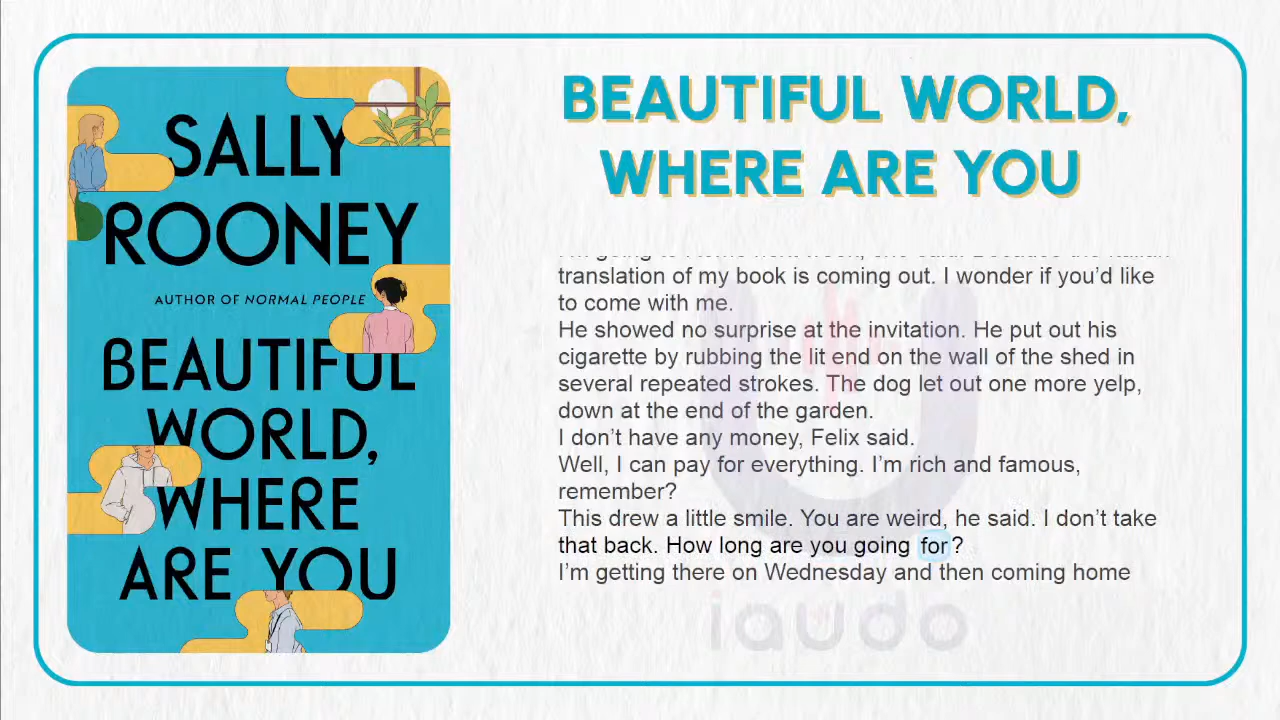 SALLY
ROONEY
AUTHOR OF NORMAL PEOPLE
BEAUTIFUL
WORLD,
WHERE
ARE YOU
BEAUTIFUL WORLD,
WHERE ARE YOU
translation of my book is coming out. I wonder if you’d like
to come with me.
He showed no surprise at the invitation. He put out his
cigarette by rubbing the lit end on the wall of the shed in
several repeated strokes. The dog let out one more yelp,
down at the end of the garden.
I don’t have any money, Felix said.
Well, I can pay for everything. I’m rich and famous,
remember?
This drew a little smile. You are weird, he said. I don’t take
that back. How long are you going for?
I’m getting there on Wednesday and then coming home
iaudo